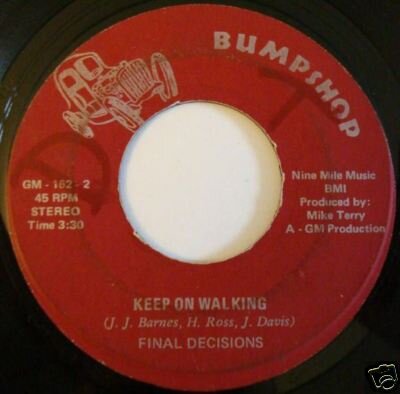 BUMPSHOP
GM - 162 - 2
45 RPM
STEREO
Time 3:30
Nine Mile Music
BMI
Produced by:
Mike Terry
A - GM Production
KEEP ON WALKING
(J. J. Barnes, H. Ross, J. Davis)
FINAL DECISIONS